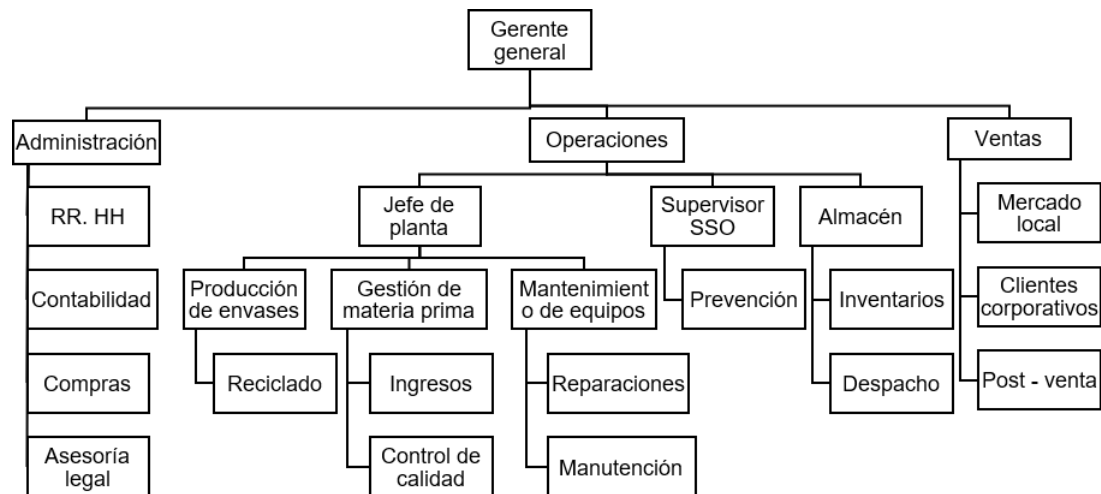 Gerente
general
Administración
Operaciones
Ventas
RR. HH
Jefe de
planta
Supervisor
SSO
Almacén
Mercado
local
Contabilidad
Producción
de envases
Gestión de
materia prima
Mantenimient
o de equipos
Prevención
Inventarios
Clientes
corporativos
Compras
Reciclado
Ingresos
Reparaciones
Despacho
Post - venta
Asesoría
legal
Control de
calidad
Manutención